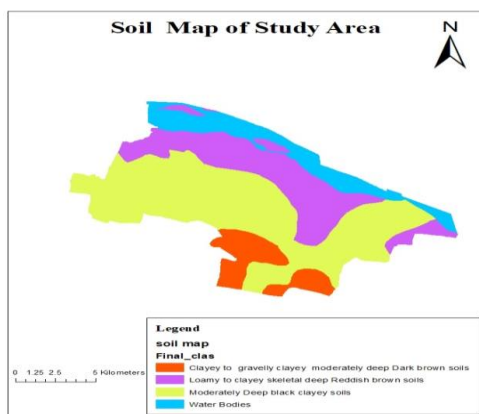 Soil Map of Study Area
N
Legend
soil map
Final_clas
Clayey to gravelly clayey moderately deep Dark brown soils
Loamy to clayey skeletal deep Reddish brown soils
Moderately Deep black clayey soils
Water Bodies
0 1.25 2.5 5 Kilometers